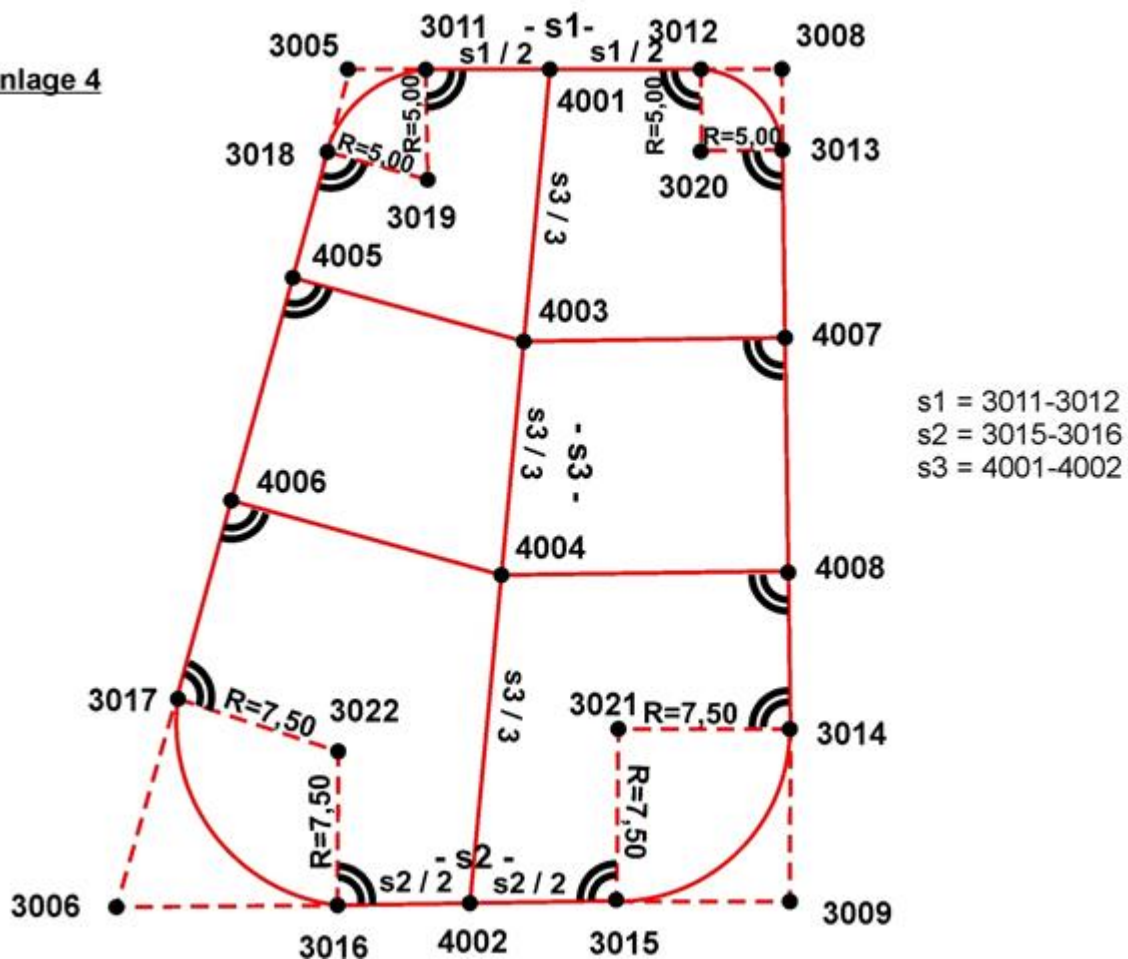 nlage 4
3005
3011
- s1-
3012
3008
s1 / 2
s1 / 2
4001
R=5,00
R=5,00
R=5,00
R=5,00
3018
3013
3019
3020
s3 / 3
4005
4003
4007
s3 / 3
- s3 -
s1 = 3011-3012
s2 = 3015-3016
s3 = 4001-4002
4006
4004
4008
s3 / 3
3017
R=7,50
3022
3021
R=7,50
3014
R=7,50
R=7,50
- s2 -
s2 / 2
s2 / 2
3006
3016
4002
3015
3009